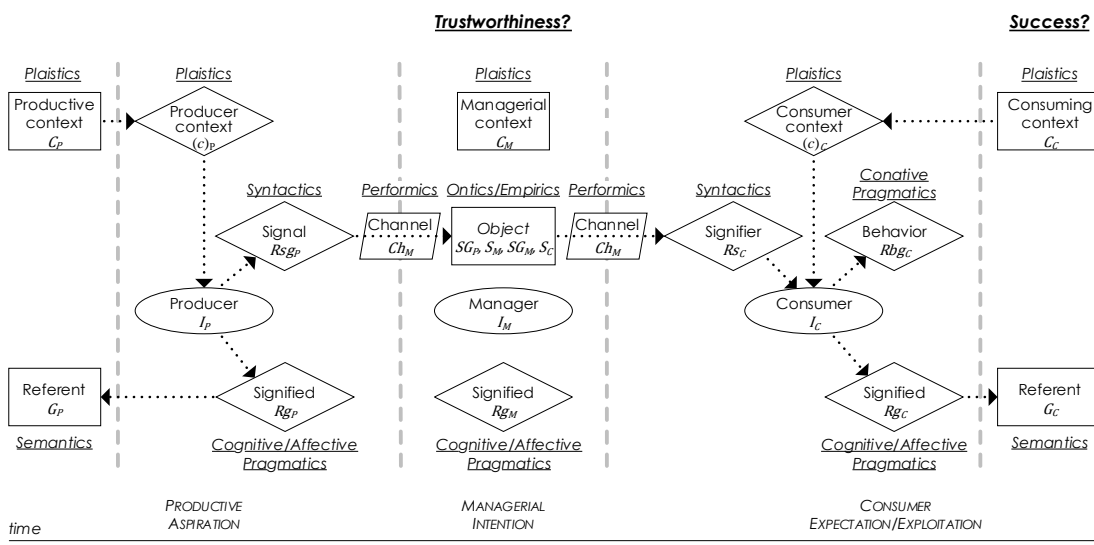 Trustworthiness?
Success?
Plaistics
Plaistics
Plaistics
Plaistics
Plaistics
Productive
context
C_P
Producer
context
(c)_P
Managerial
context
C_M
Consumer
context
(c)_C
Consuming
context
C_C
Syntactics
Performics
Ontics/Empirics
Performics
Syntactics
Conative
Pragmatics
Signal
Rsg_P
Channel
Ch_M
Object
SG_P, S_M, SG_M, S_C
Channel
Ch_M
Signifier
Rs_C
Behavior
Rbg_C
Producer
I_P
Manager
I_M
Consumer
I_C
Referent
G_P
Signified
Rg_P
Signified
Rg_M
Signified
Rg_C
Referent
G_C
Semantics
Cognitive/Affective
Pragmatics
Cognitive/Affective
Pragmatics
Cognitive/Affective
Pragmatics
Semantics
PRODUCTIVE
ASPIRATION
MANAGERIAL
INTENTION
CONSUMER
EXPECTATION/EXPLOITATION
time